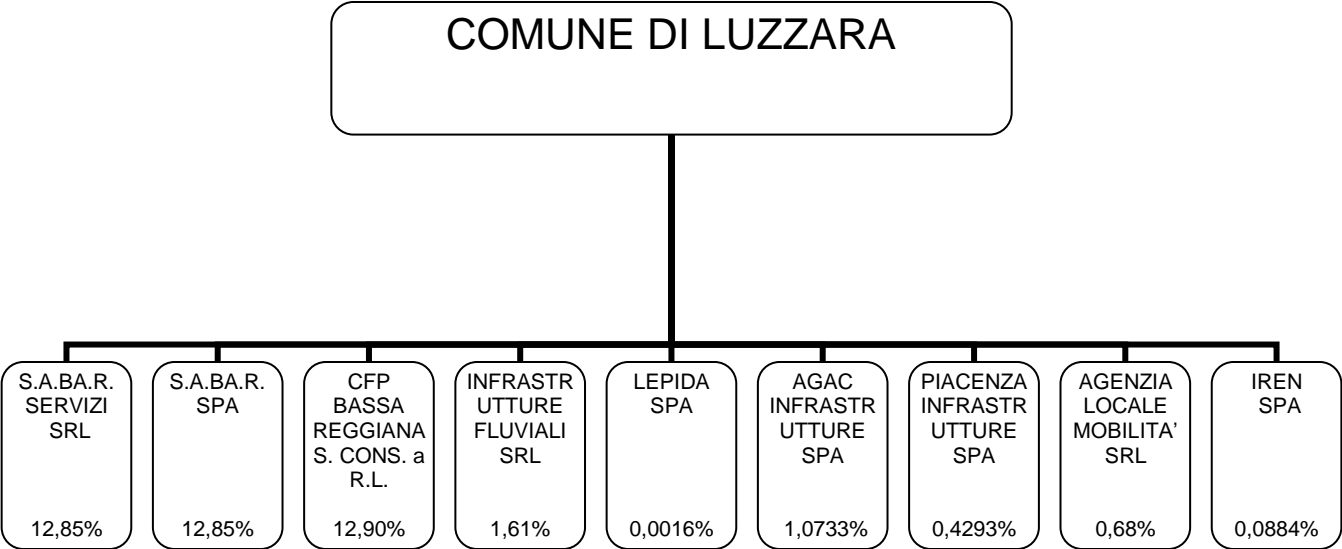 COMUNE DI LUZZARA
S.A.BA.R.
SERVIZI
SRL
12,85%
S.A.BA.R.
SPA
12,85%
CFP
BASSA
REGGIANA
S. CONS. a
R.L.
12,90%
INFRASTR
UTTURE
FLUVIALI
SRL
1,61%
LEPIDA
SPA
0,0016%
AGAC
INFRASTR
UTTURE
SPA
1,0733%
PIACENZA
INFRASTR
UTTURE
SPA
0,4293%
AGENZIA
LOCALE
MOBILITA’
SRL
0,68%
IREN
SPA
0,0884%